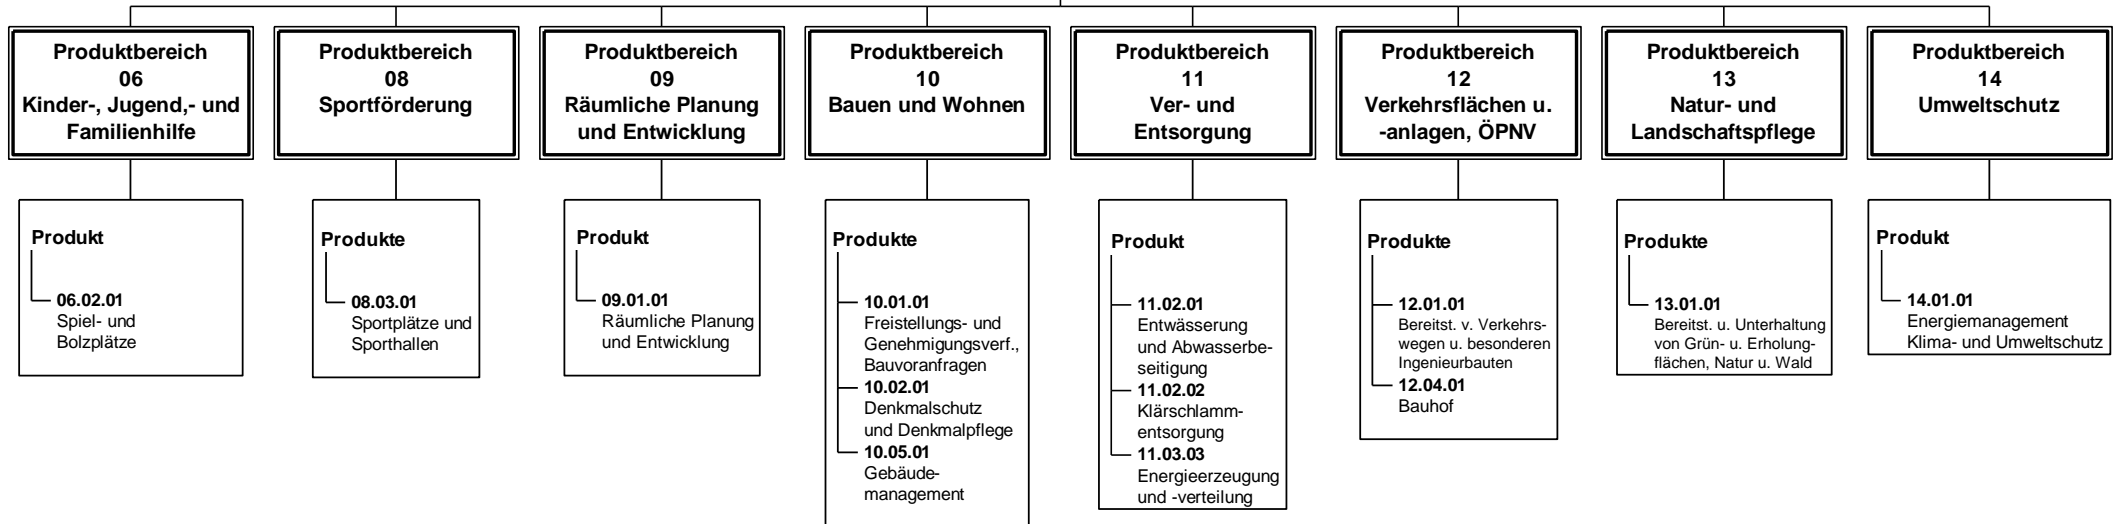 Produktbereich
06
Kinder-, Jugend,- und
Familienhilfe
Produktbereich
08
Sportförderung
Produktbereich
09
Räumliche Planung
und Entwicklung
Produktbereich
10
Bauen und Wohnen
Produktbereich
11
Ver- und
Entsorgung
Produktbereich
12
Verkehrsflächen u.
-anlagen, ÖPNV
Produktbereich
13
Natur- und
Landschaftspflege
Produktbereich
14
Umweltschutz
Produkt
06.02.01
Spiel- und
Bolzplätze
Produkte
08.03.01
Sportplätze und
Sporthallen
Produkt
09.01.01
Räumliche Planung
und Entwicklung
Produkte
10.01.01
Freistellungs- und
Genehmigungsverf.,
Bauvoranfragen
10.02.01
Denkmalschutz
und Denkmalpflege
10.05.01
Gebäude-
management
Produkt
11.02.01
Entwässerung
und Abwasserbe-
seitigung
11.02.02
Klärschlamm-
entsorgung
11.03.03
Energieerzeugung
und -verteilung
Produkte
12.01.01
Bereitst. v. Verkehrs-
wegen u. besonderen
Ingenieurbauten
12.04.01
Bauhof
Produkte
13.01.01
Bereitst. u. Unterhaltung
von Grün- u. Erholung-
flächen, Natur u. Wald
Produkt
14.01.01
Energiemanagement
Klima- und Umweltschutz